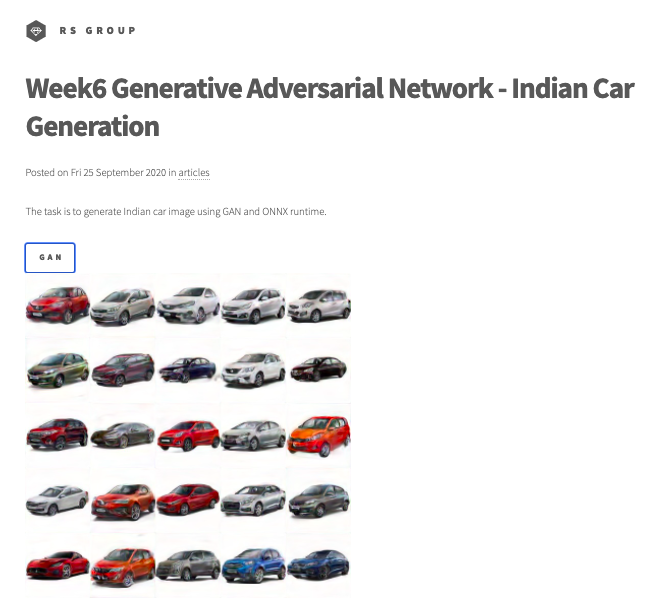 RS GROUP
Week6 Generative Adversarial Network - Indian Car
Generation
Posted on Fri 25 September 2020 in articles
The task is to generate Indian car image using GAN and ONNX runtime.
GAN